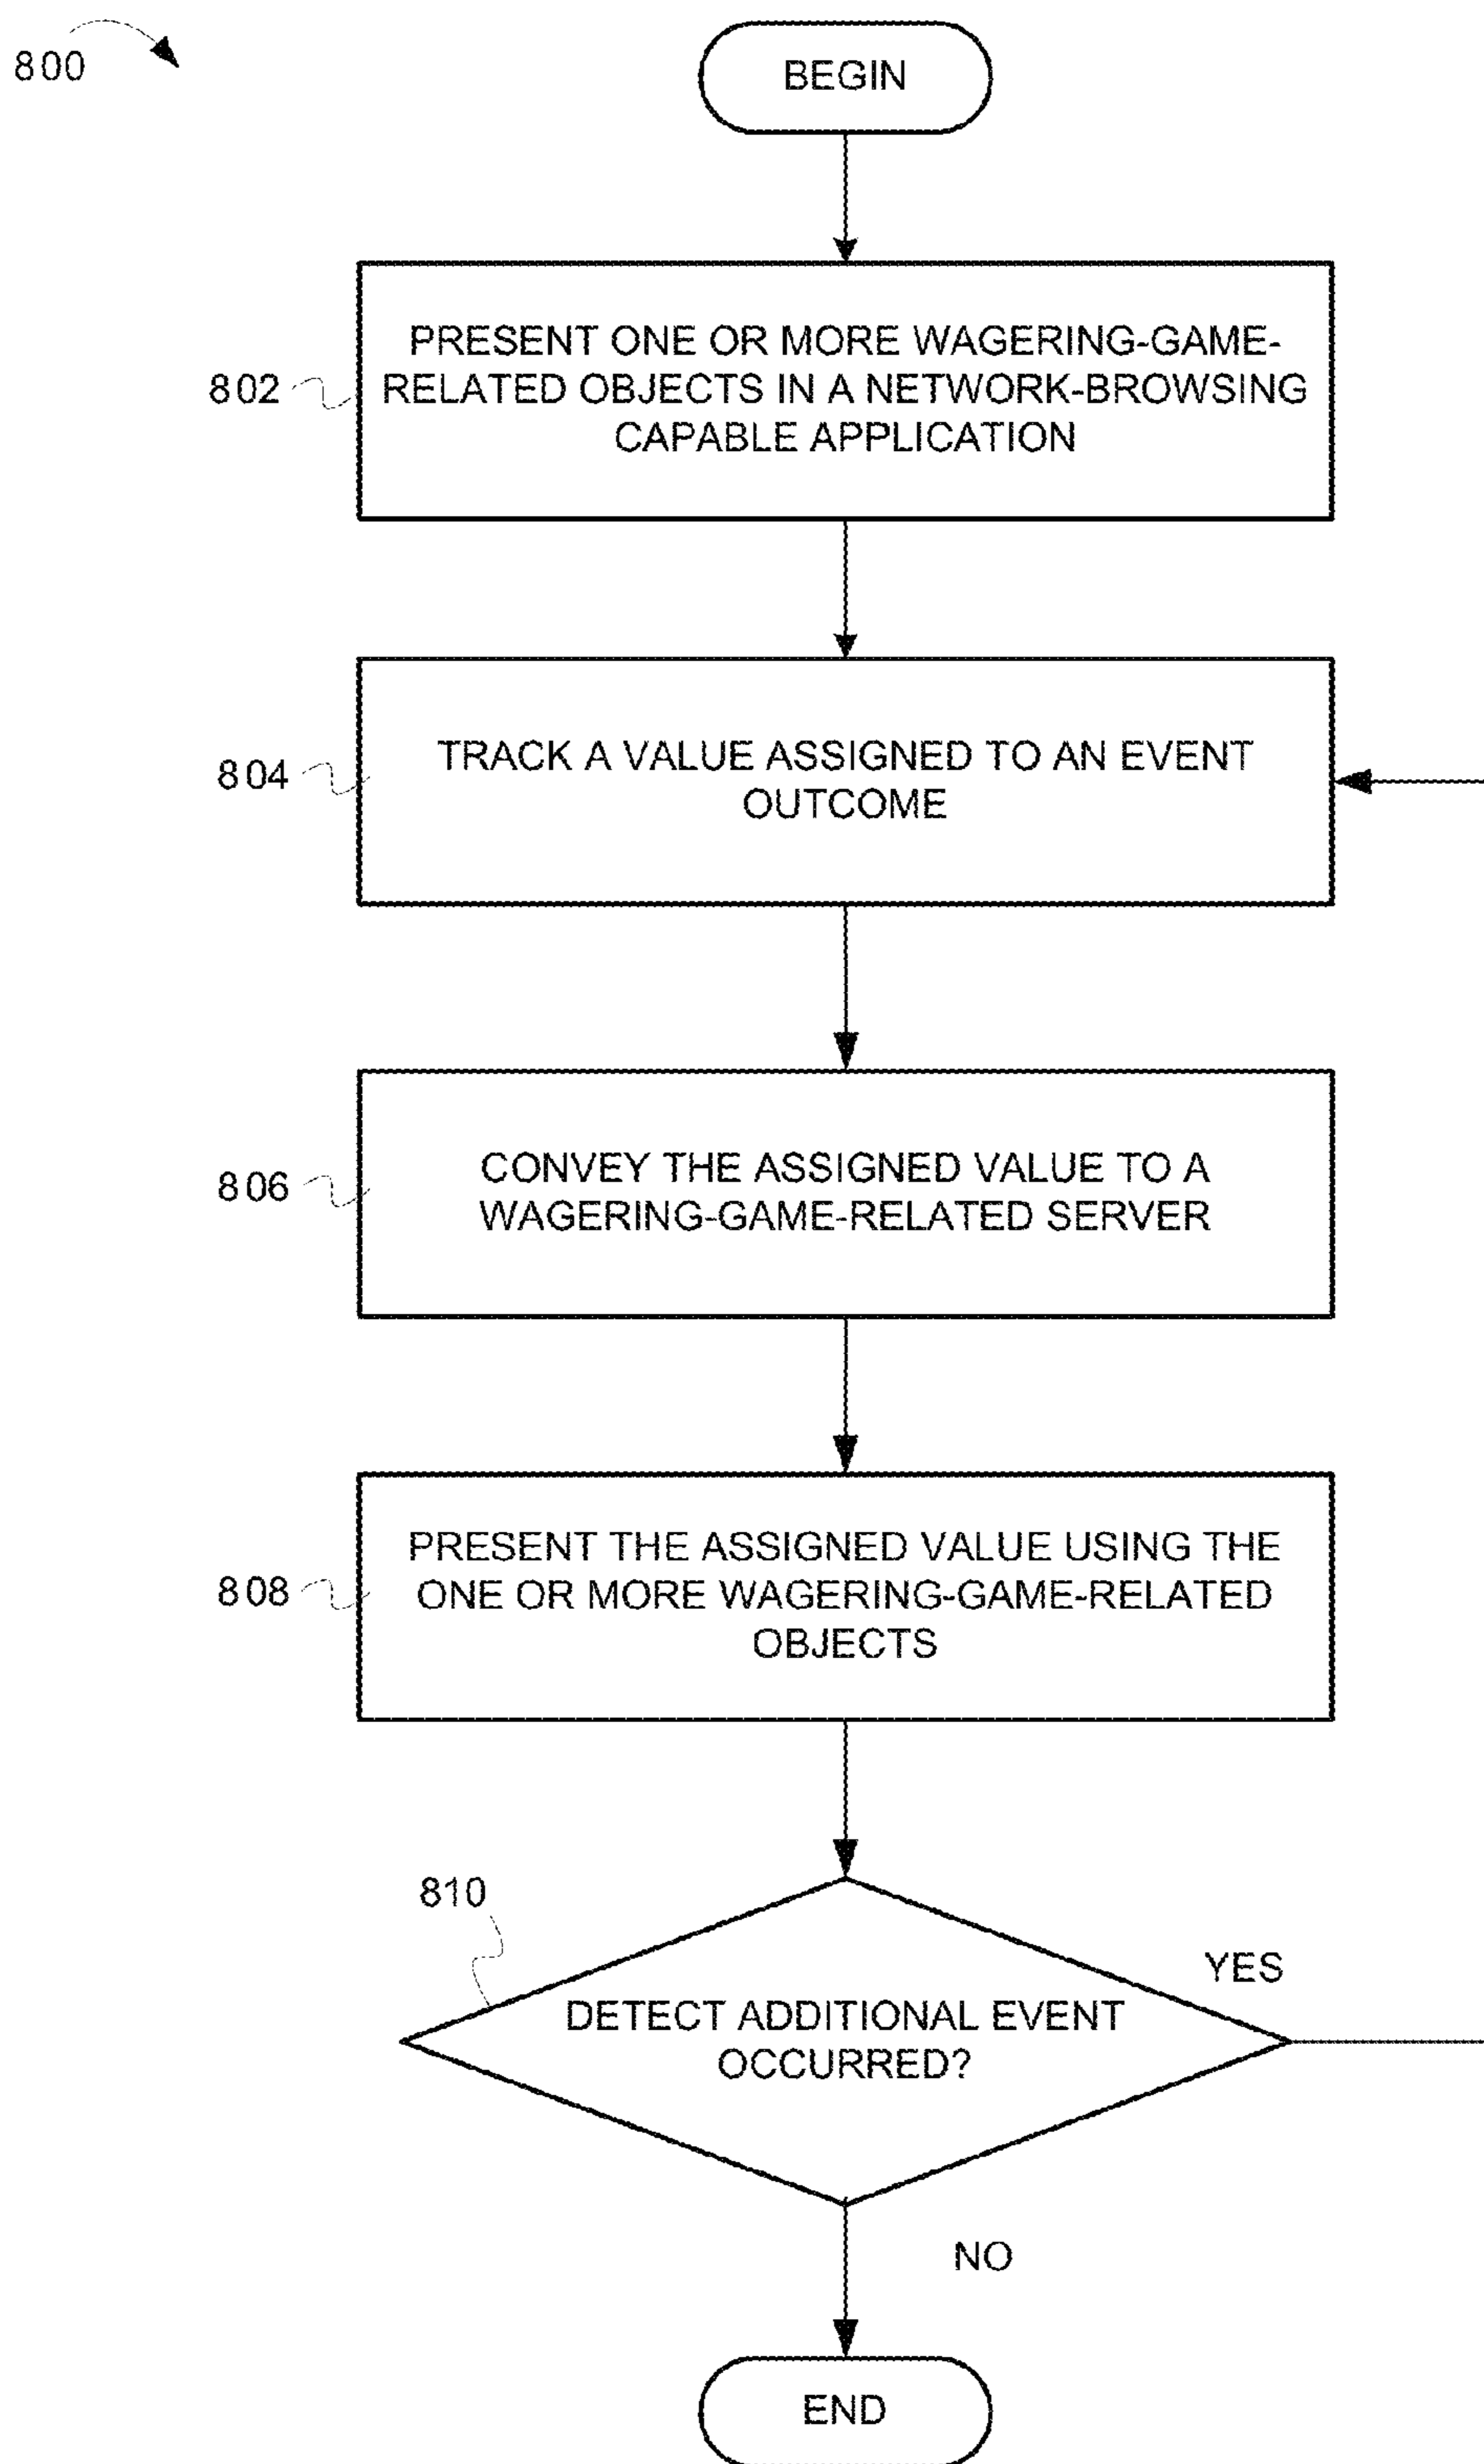 800
BEGIN
PRESENT ONE OR MORE WAGERING-GAME-
RELATED OBJECTS IN A NETWORK-BROWSING
CAPABLE APPLICATION
802
TRACK A VALUE ASSIGNED TO AN EVENT
OUTCOME
804
CONVEY THE ASSIGNED VALUE TO A
WAGERING-GAME-RELATED SERVER
806
PRESENT THE ASSIGNED VALUE USING THE
ONE OR MORE WAGERING-GAME-RELATED
OBJECTS
808
810
YES
DETECT ADDITIONAL EVENT
OCCURRED?
NO
END